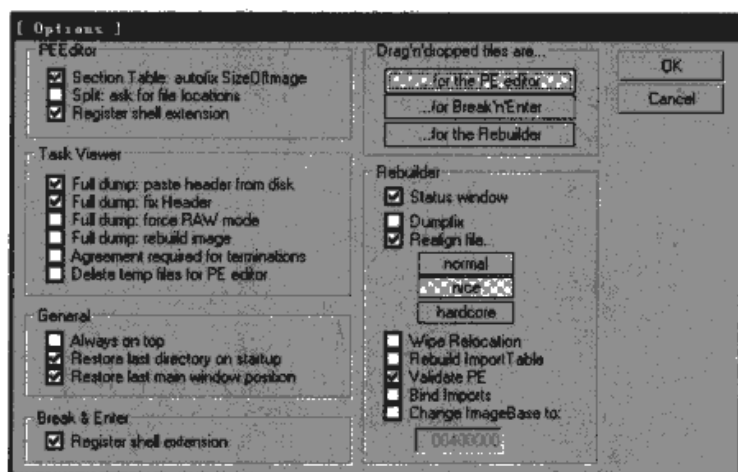 [ Options ]
PEEditor
Section Table: autofix SizeOfImage
Split: ask for file locations
Register shell extension
Task Viewer
Full dump: paste header from disk
Full dump: fix Header
Full dump: force RAW mode
Full dump: rebuild image
Agreement required for terminations
Delete temp files for PE editor
General
Always on top
Restore last directory on startup
Restore last main window position
Break & Enter
Register shell extension
Drag'n'dropped files are...
...for the PE editor
...for Break'n'Enter
...for the Rebuilder
Rebuilder
Status window
Dumpfix
Realign file...
normal
nice
hardcore
Wipe Relocation
Rebuild ImportTable
Validate PE
Bind Imports
Change ImageBase to:
00400000
OK
Cancel